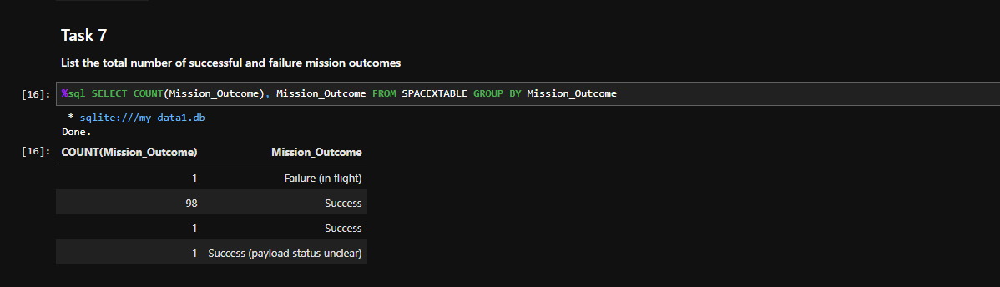 Task 7
List the total number of successful and failure mission outcomes
[16]: %sql SELECT COUNT(Mission_Outcome), Mission_Outcome FROM SPACEXTABLE GROUP BY Mission_Outcome
* sqlite:///my_data1.db
Done.
[16]: COUNT(Mission_Outcome) Mission_Outcome
1 Failure (in flight)
98 Success
1 Success
1 Success (payload status unclear)